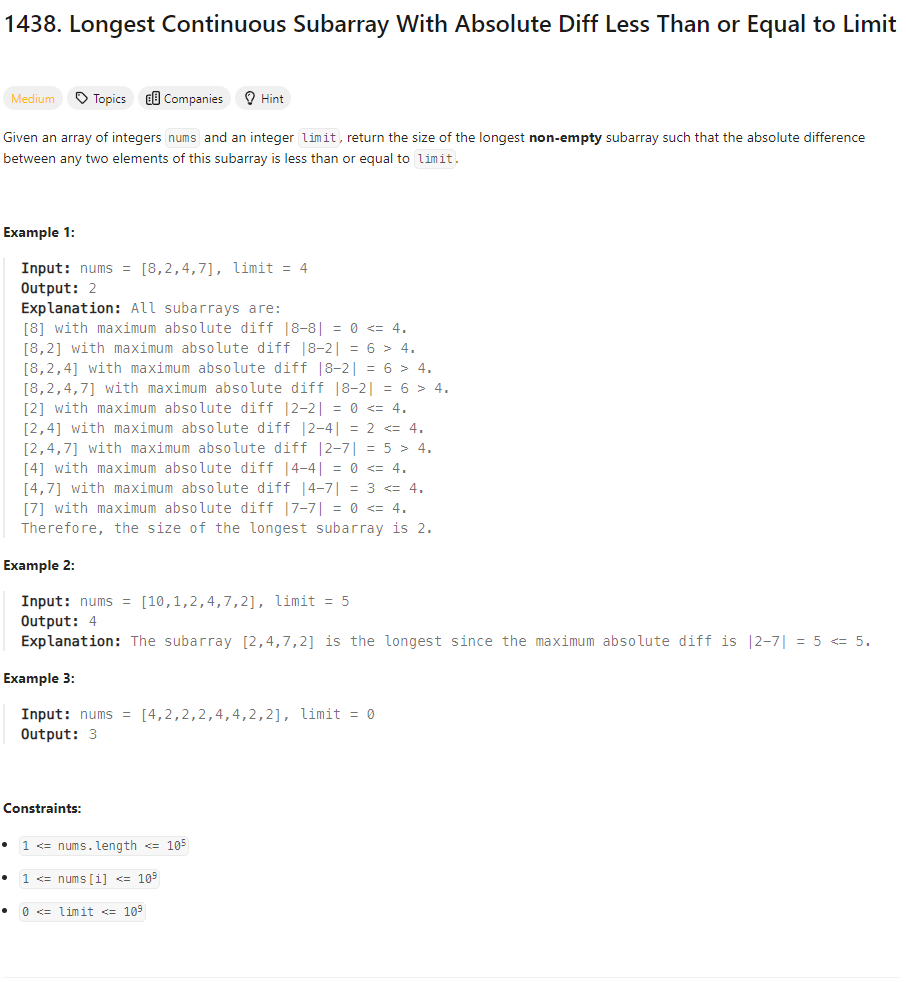 1438. Longest Continuous Subarray With Absolute Diff Less Than or Equal to Limit
Medium Topics Companies Hint
Given an array of integers nums and an integer limit, return the size of the longest non-empty subarray such that the absolute difference
between any two elements of this subarray is less than or equal to limit.
Example 1:
Input: nums = [8,2,4,7], limit = 4
Output: 2
Explanation: All subarrays are:
[8] with maximum absolute diff |8-8| = 0 <= 4.
[8,2] with maximum absolute diff |8-2| = 6 > 4.
[8,2,4] with maximum absolute diff |8-2| = 6 > 4.
[8,2,4,7] with maximum absolute diff |8-2| = 6 > 4.
[2] with maximum absolute diff |2-2| = 0 <= 4.
[2,4] with maximum absolute diff |2-4| = 2 <= 4.
[2,4,7] with maximum absolute diff |2-7| = 5 > 4.
[4] with maximum absolute diff |4-4| = 0 <= 4.
[4,7] with maximum absolute diff |4-7| = 3 <= 4.
[7] with maximum absolute diff |7-7| = 0 <= 4.
Therefore, the size of the longest subarray is 2.
Example 2:
Input: nums = [10,1,2,4,7,2], limit = 5
Output: 4
Explanation: The subarray [2,4,7,2] is the longest since the maximum absolute diff is |2-7| = 5 <= 5.
Example 3:
Input: nums = [4,2,2,2,4,4,2,2], limit = 0
Output: 3
Constraints:
• 1 <= nums.length <= 10⁵
• 1 <= nums[i] <= 10⁹
• 0 <= limit <= 10⁹